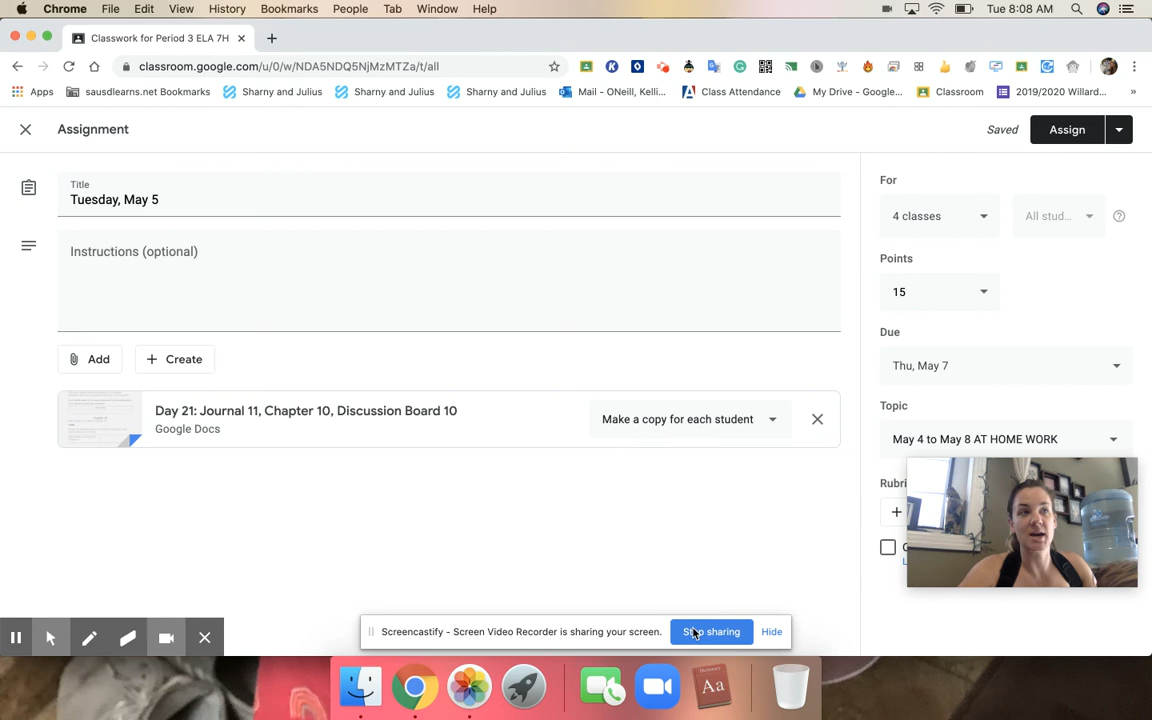 Chrome File Edit View History Bookmarks People Tab Window Help Tue 8:08 AM
Classwork for Period 3 ELA 7H
classroom.google.com/u/0/w/NDA5NDQ5NjMzMTZa/t/all
Apps sausdlearns.net Bookmarks Sharny and Julius Sharny and Julius Sharny and Julius Mail - ONeill, Kelli... Class Attendance My Drive - Google... Classroom 2019/2020 Willard... »
Assignment Saved Assign
Title
Tuesday, May 5
Instructions (optional)
Add Create
Day 21: Journal 11, Chapter 10, Discussion Board 10
Google Docs
Make a copy for each student
For
4 classes All stud...
Points
15
Due
Thu, May 7
Topic
May 4 to May 8 AT HOME WORK
Rubri
Screencastify - Screen Video Recorder is sharing your screen. Stop sharing Hide
Aa